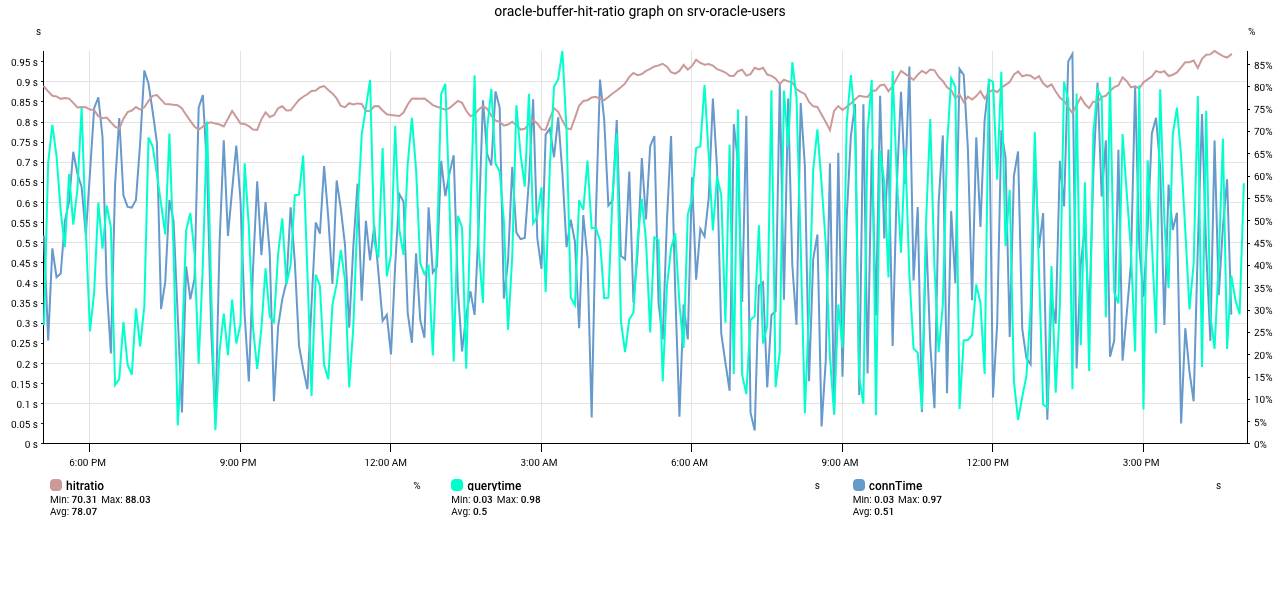 oracle-buffer-hit-ratio graph on srv-oracle-users
s %
0.95 s 85%
0.9 s 80%
0.85 s 75%
0.8 s 70%
0.75 s 65%
0.7 s 60%
0.65 s 55%
0.6 s 50%
0.55 s 45%
0.5 s 40%
0.45 s 35%
0.4 s 30%
0.35 s 25%
0.3 s 20%
0.25 s 15%
0.2 s 10%
0.15 s 5%
0.1 s 0%
0.05 s
0 s
6:00 PM 9:00 PM 12:00 AM 3:00 AM 6:00 AM 9:00 AM 12:00 PM 3:00 PM
hitratio % querytime s connTime s
Min: 70.31 Max: 88.03 Min: 0.03 Max: 0.98 Min: 0.03 Max: 0.97
Avg: 78.07 Avg: 0.5 Avg: 0.51